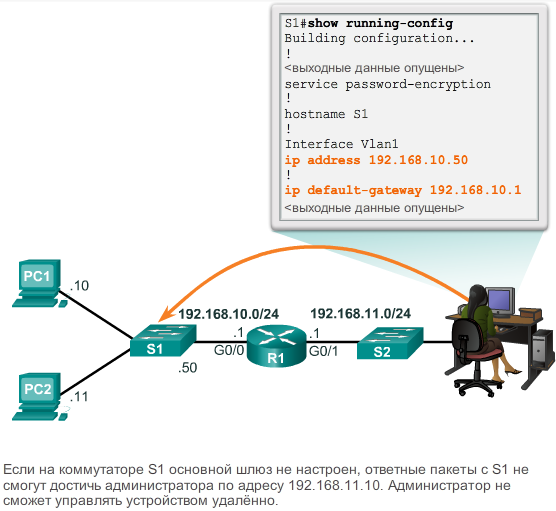 S1#show running-config
Building configuration...
!
<выходные данные опущены>
service password-encryption
!
hostname S1
!
Interface Vlan1
ip address 192.168.10.50
!
ip default-gateway 192.168.10.1
<выходные данные опущены>
PC1
.10
192.168.10.0/24
192.168.11.0/24
.1
.1
S1
G0/0
R1
G0/1
S2
.50
PC2
.11
Если на коммутаторе S1 основной шлюз не настроен, ответные пакеты с S1 не
смогут достичь администратора по адресу 192.168.11.10. Администратор не
сможет управлять устройством удалённо.